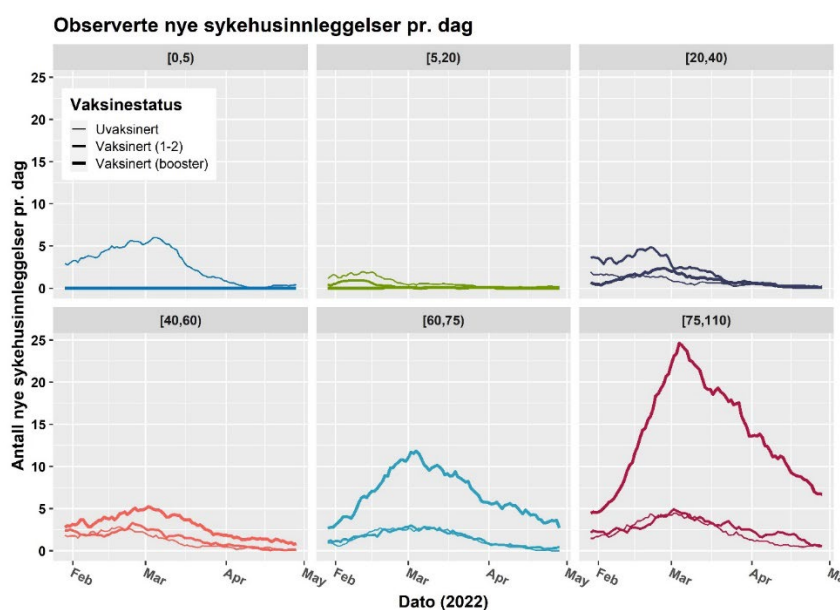 Observerte nye sykehusinnleggelser pr. dag
[0,5)
[5,20)
[20,40)
25
20
15
10
5
0
Vaksinestatus
Uvaksinert
Vaksinert (1-2)
Vaksinert (booster)
Antall nye sykehusinnleggelser pr. dag
[40,60)
[60,75)
[75,110)
25
20
15
10
5
0
Feb
Mar
Apr
May
Feb
Mar
Apr
May
Feb
Mar
Apr
Ma
Dato (2022)